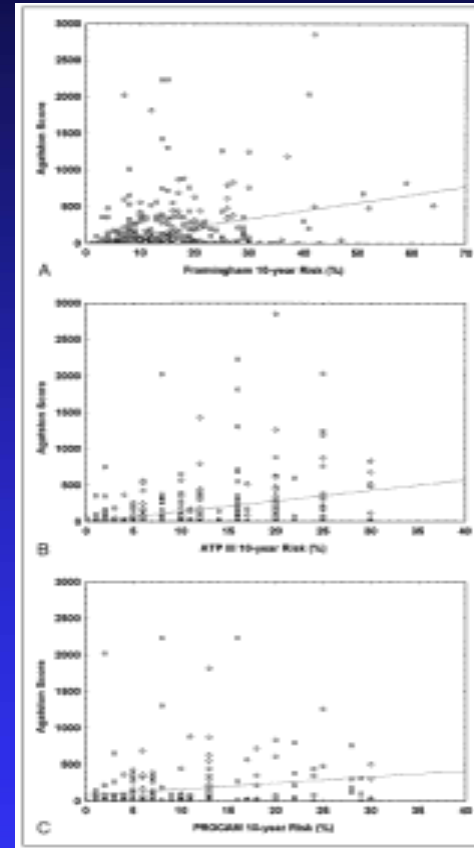 3000
2500
2000
1500
1000
500
0
Agatston Score
0 10 20 30 40 50 60 70
A
Framingham 10-year Risk (%)
3000
2500
2000
1500
1000
500
0
Agatston Score
0 5 10 15 20 25 30 35 40
B
ATP III 10-year Risk (%)
3000
2500
2000
1500
1000
500
0
Agatston Score
0 5 10 15 20 25 30 35 40
C
PROCAM 10-year Risk (%)